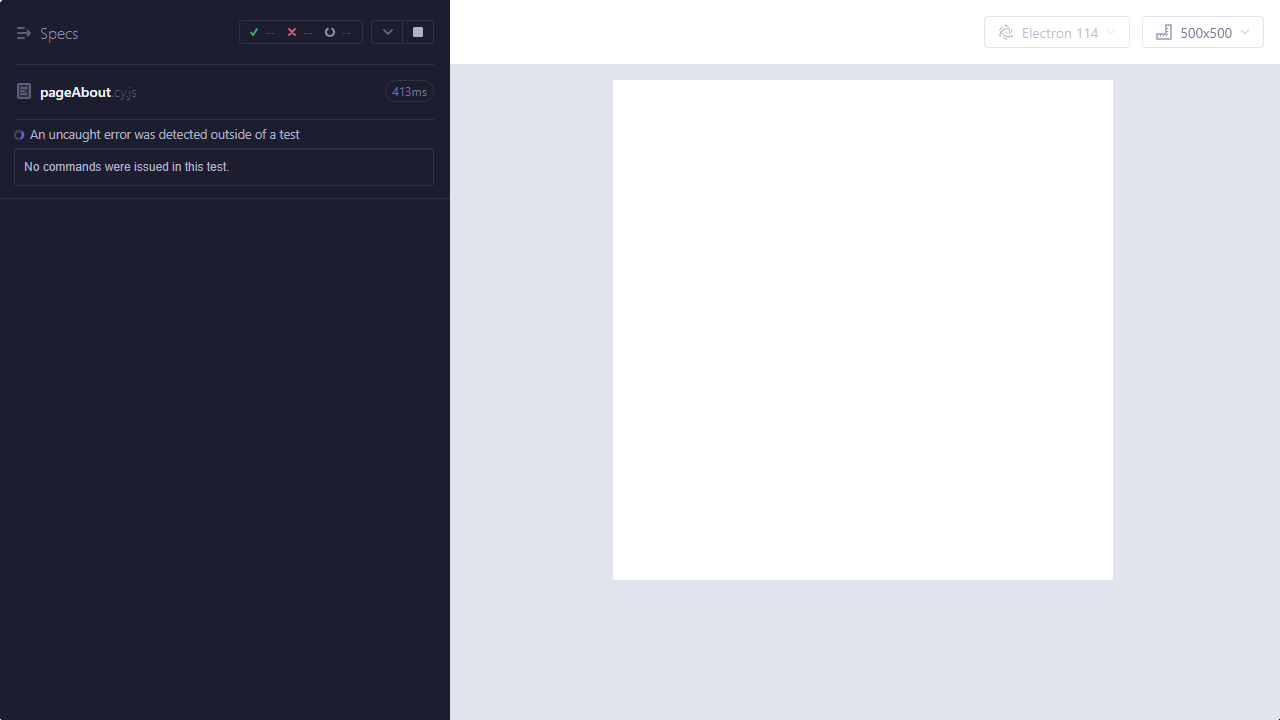 Specs
-- -- --
Electron 114
500x500
pageAbout.cy.js
413ms
An uncaught error was detected outside of a test
No commands were issued in this test.